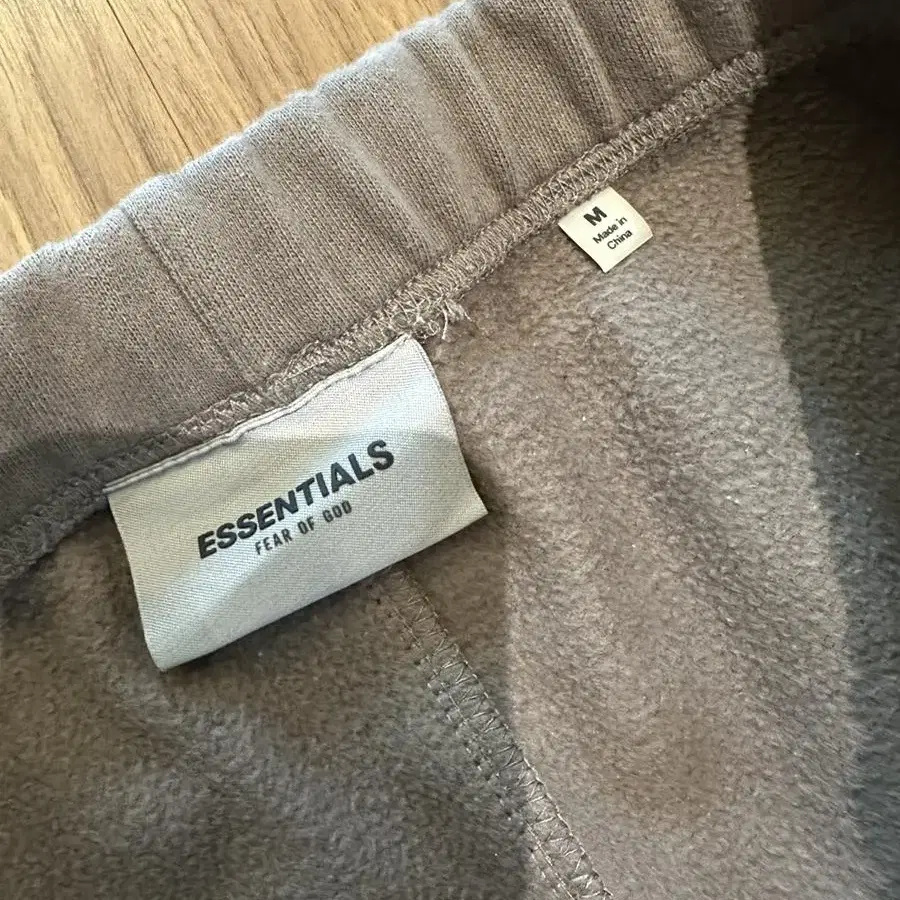 M
Made in
China
ESSENTIALS
FEAR OF GOD